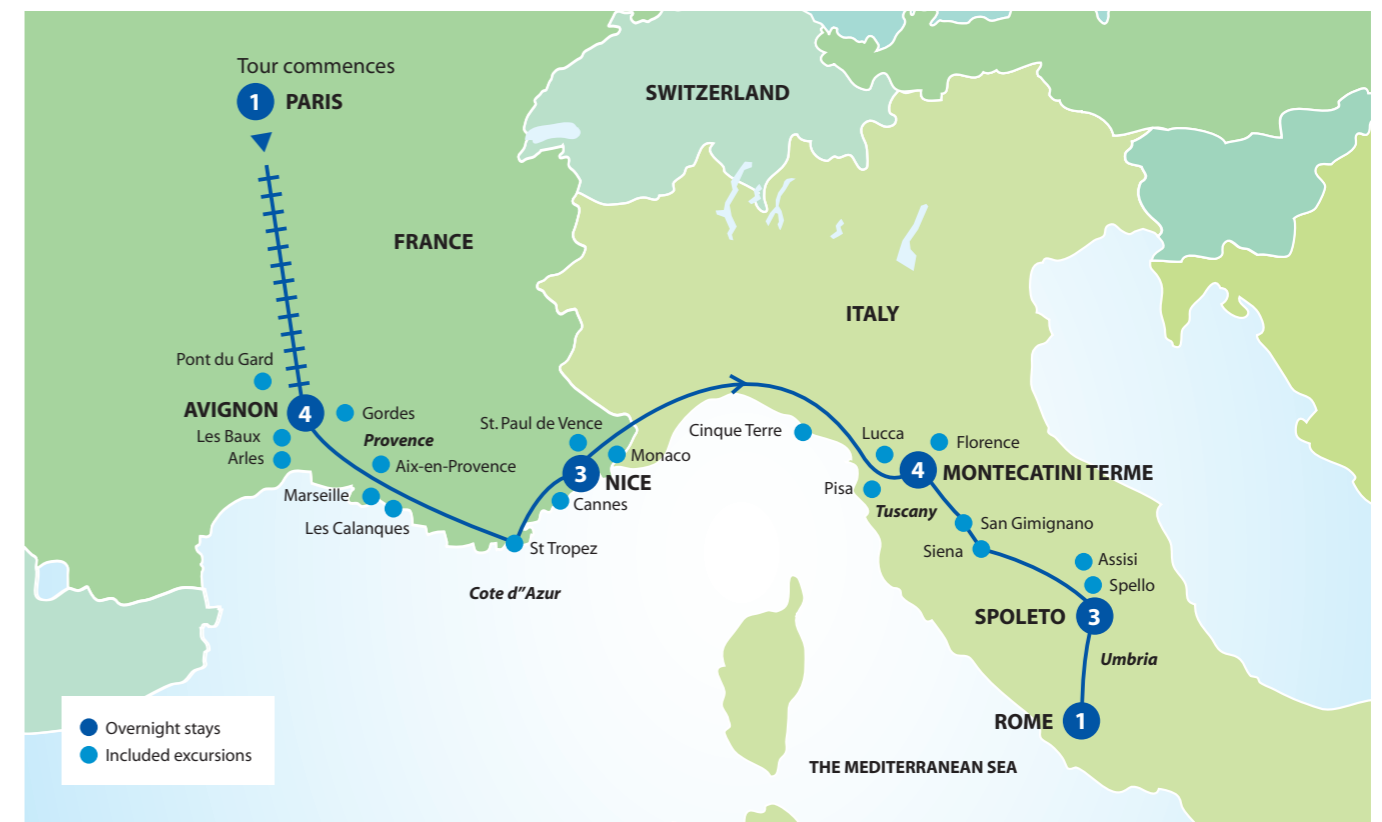 Tour commences
1 PARIS
SWITZERLAND
FRANCE
ITALY
Pont du Gard
AVIGNON 4
Gordes
Provence
Les Baux
Arles
Aix-en-Provence
Marseille
Les Calanques
St. Paul de Vence
Monaco
3 NICE
Cannes
St Tropez
Cote d"Azur
Cinque Terre
Lucca
Florence
4 MONTECATINI TERME
Pisa
Tuscany
San Gimignano
Siena
Assisi
Spello
SPOLETO 3
Umbria
ROME 1
THE MEDITERRANEAN SEA
Overnight stays
Included excursions